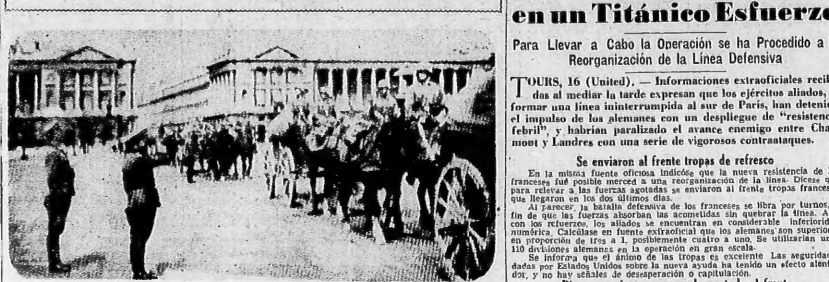 en un Titánico Esfuerzo
Para Llevar a Cabo la Operación se ha Procedido a
Reorganización de la Línea Defensiva
TOURS, 16 (United). — Informaciones extraoficiales
das al mediar la tarde expresan que los ejércitos aliados,
formar una línea ininterrumpida al sur de París, han
el impulso de los alemanes con un despliegue de "resistenc
febril", y habrían paralizado el avance enemigo entre
mont y Landres con una serie de vigorosos contraataques.
Se enviaron al frente tropas de refresco
En la misma fuente oficiosa indicóse que la nueva resistencia de
franceses fué posible merced a una reorganización de la línea. Dícese
para relevar a las fuerzas agotadas se enviaron al frente tropas
que llegaron en los dos últimos días.
Al parecer, la batalla defensiva de los franceses se libra por turnos,
fin de que las fuerzas absorban las acometidas sin quebrar la línea.
con los refuerzos, los aliados se encuentran en considerable
numérica. Calcúlase en fuente extraoficial que los alemanes son
en proporción de tres a 1, posiblemente cuatro a uno. Se utilizarían
110 divisiones alemanas en la operación en gran escala.
Se informa que el ánimo de las tropas es excelente Las
dadas por Estados Unidos sobre la nueva ayuda ha tenido un efecto
dor, y no hay señales de desesperación o capitulación.